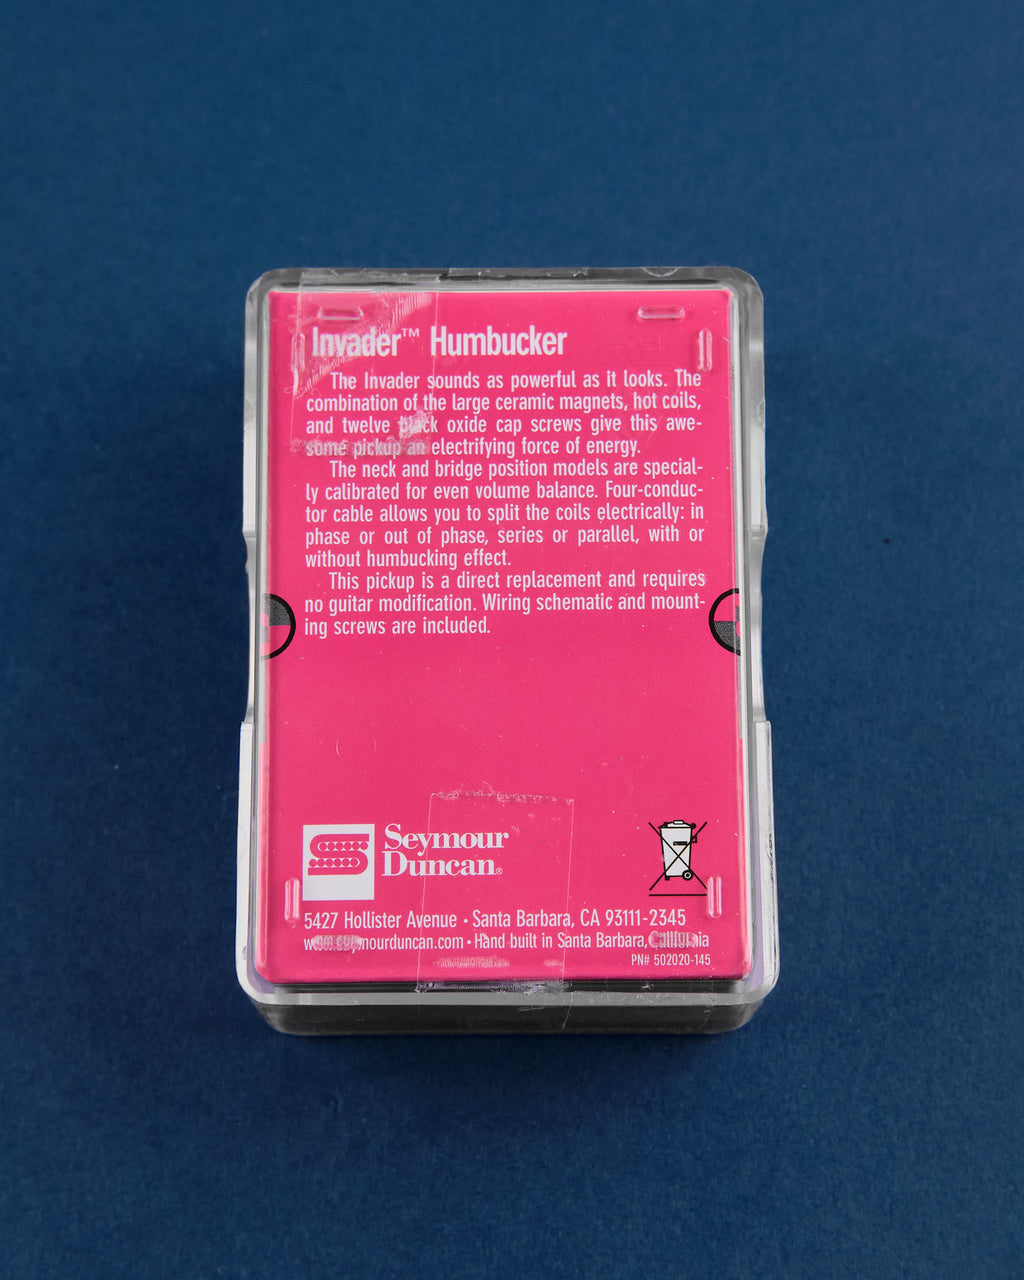 Invader™ Humbucker
The Invader sounds as powerful as it looks. The
combination of the large ceramic magnets, hot coils,
and twelve black oxide cap screws give this awe-
some pickup an electrifying force of energy.
The neck and bridge position models are special-
ly calibrated for even volume balance. Four-conduc-
tor cable allows you to split the coils electrically: in
phase or out of phase, series or parallel, with or
without humbucking effect.
This pickup is a direct replacement and requires
no guitar modification. Wiring schematic and mount-
ing screws are included.
Seymour
Duncan®
5427 Hollister Avenue • Santa Barbara, CA 93111-2345
www.seymourduncan.com • Hand built in Santa Barbara, California
PN# 502020-145